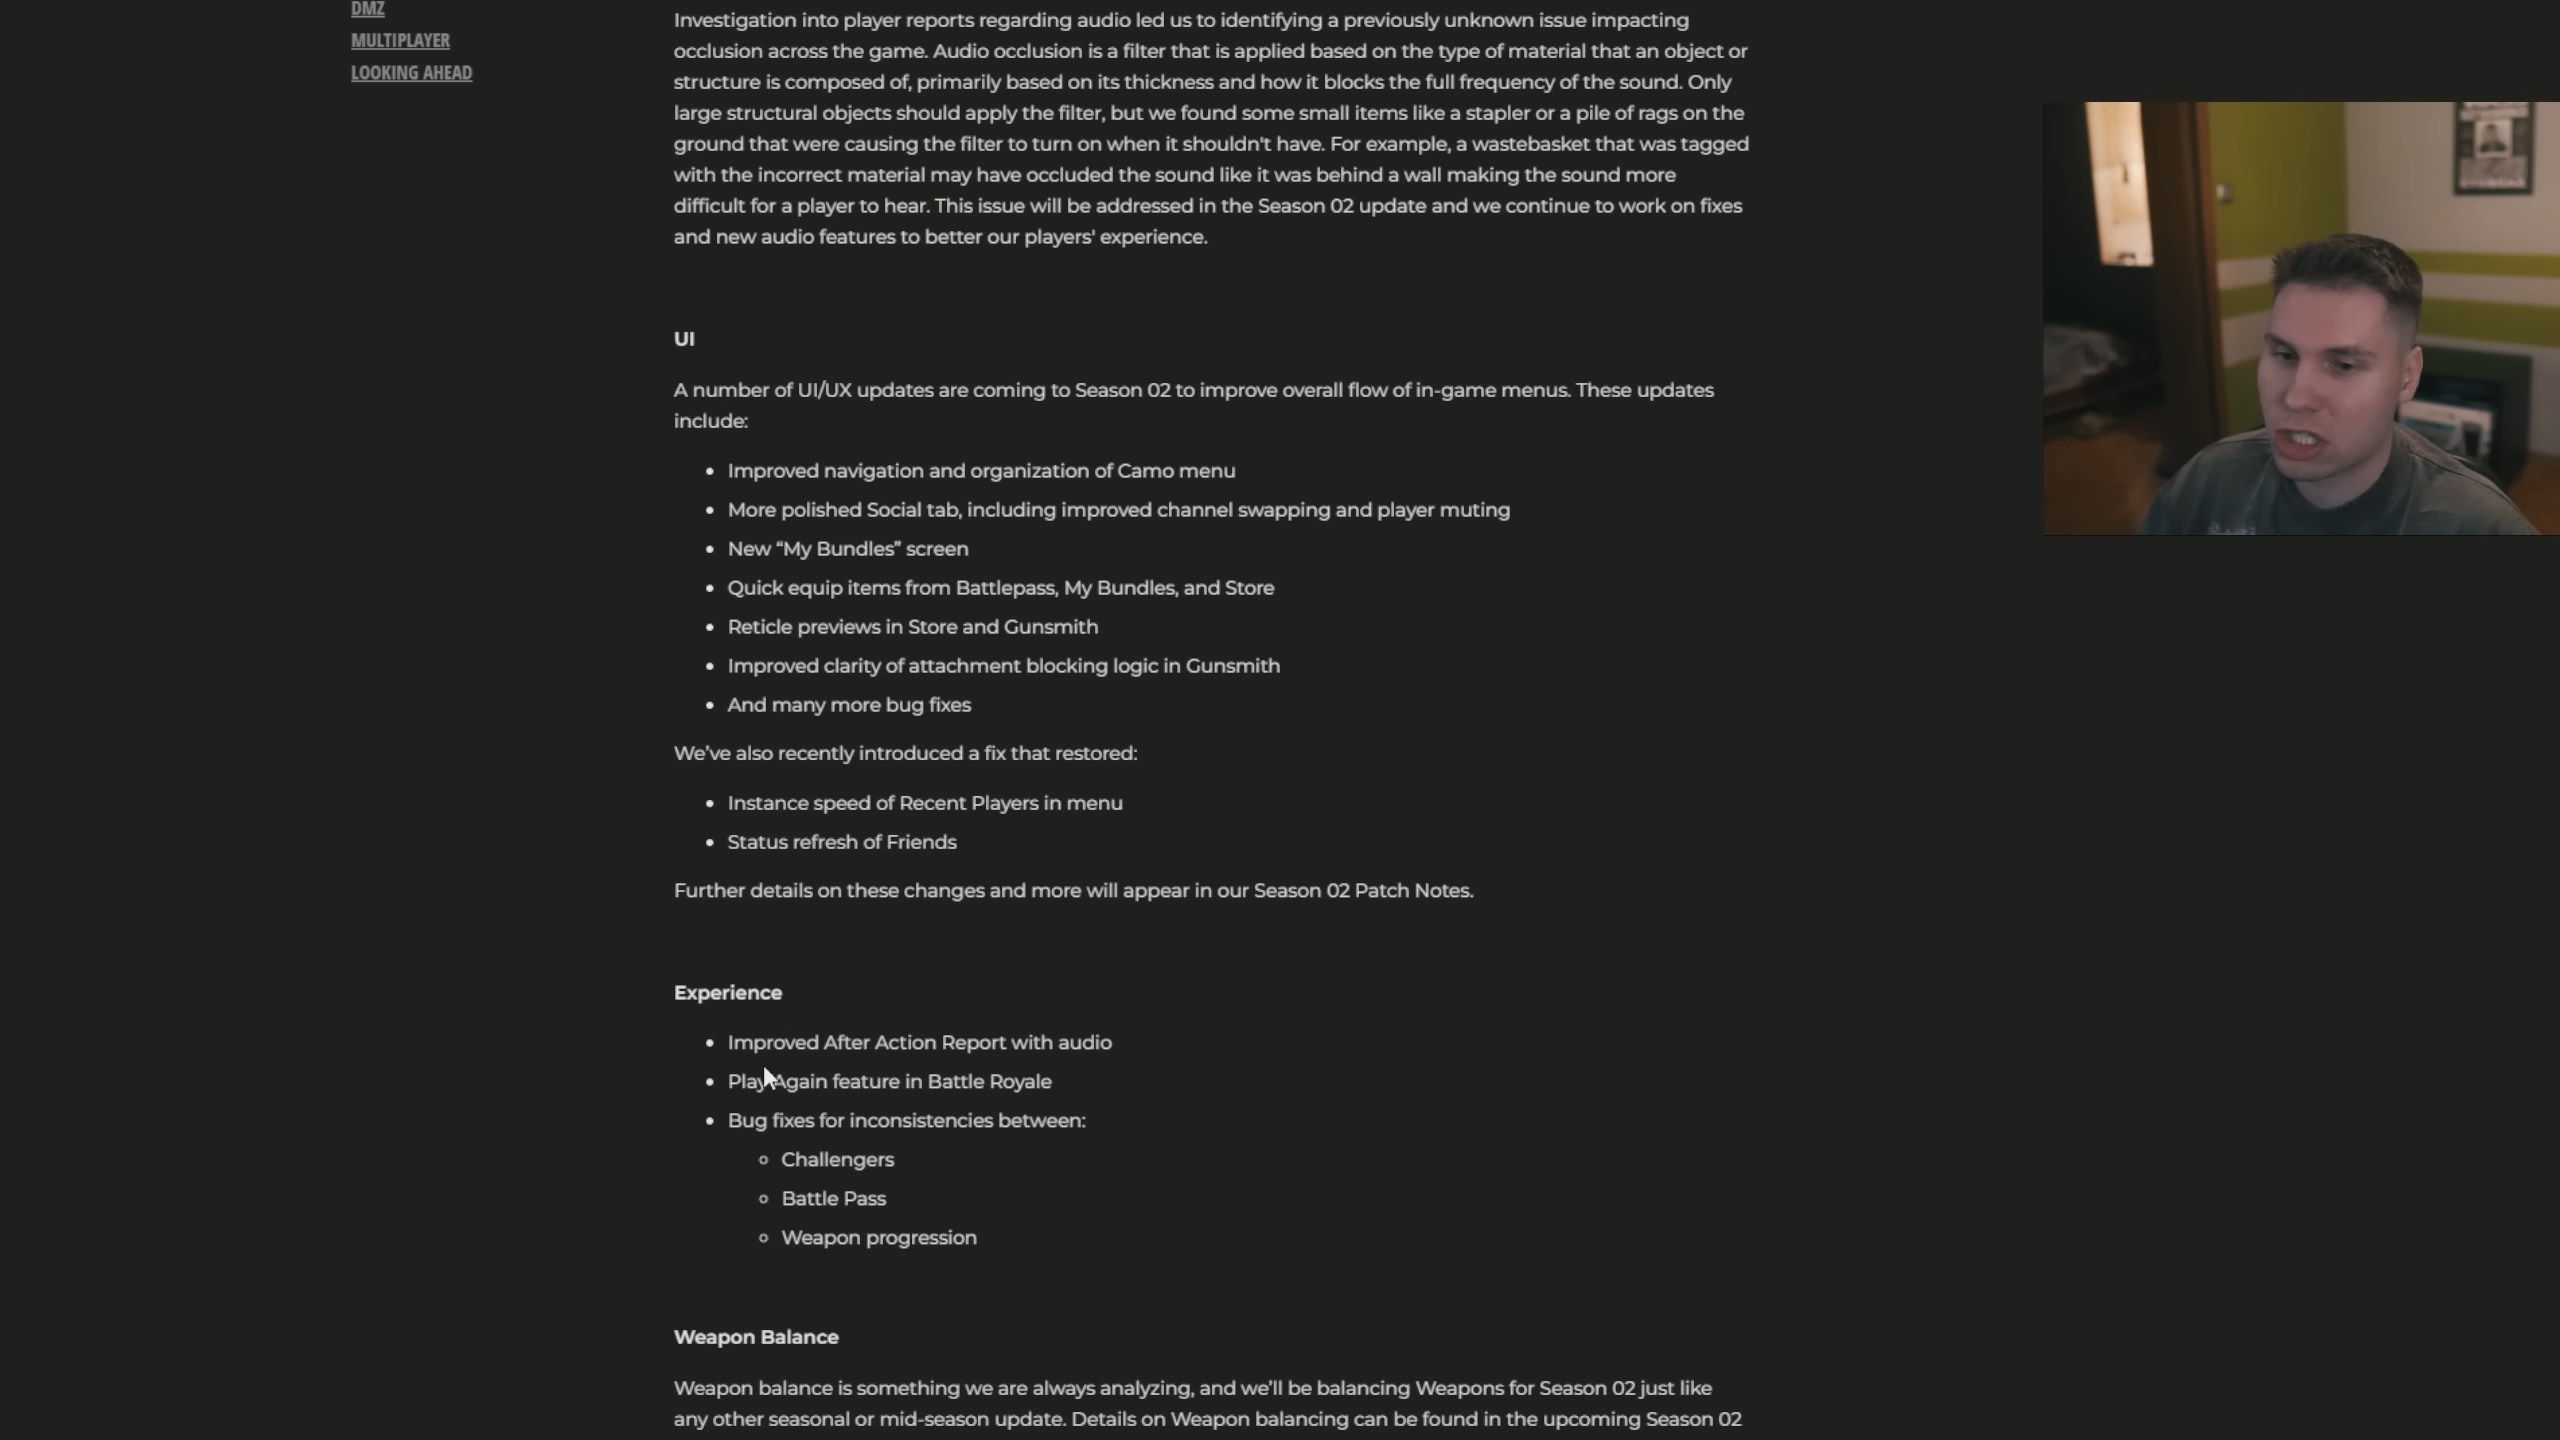 DMZ
MULTIPLAYER
LOOKING AHEAD
Investigation into player reports regarding audio led us to identifying a previously unknown issue impacting
occlusion across the game. Audio occlusion is a filter that is applied based on the type of material that an object or
structure is composed of, primarily based on its thickness and how it blocks the full frequency of the sound. Only
large structural objects should apply the filter, but we found some small items like a stapler or a pile of rags on the
ground that were causing the filter to turn on when it shouldn't have. For example, a wastebasket that was tagged
with the incorrect material may have occluded the sound like it was behind a wall making the sound more
difficult for a player to hear. This issue will be addressed in the Season 02 update and we continue to work on fixes
and new audio features to better our players' experience.
UI
A number of UI/UX updates are coming to Season 02 to improve overall flow of in-game menus. These updates
include:
• Improved navigation and organization of Camo menu
• More polished Social tab, including improved channel swapping and player muting
• New “My Bundles” screen
• Quick equip items from Battlepass, My Bundles, and Store
• Reticle previews in Store and Gunsmith
• Improved clarity of attachment blocking logic in Gunsmith
• And many more bug fixes
We’ve also recently introduced a fix that restored:
• Instance speed of Recent Players in menu
• Status refresh of Friends
Further details on these changes and more will appear in our Season 02 Patch Notes.
Experience
• Improved After Action Report with audio
• Play Again feature in Battle Royale
• Bug fixes for inconsistencies between:
◦ Challengers
◦ Battle Pass
◦ Weapon progression
Weapon Balance
Weapon balance is something we are always analyzing, and we’ll be balancing Weapons for Season 02 just like
any other seasonal or mid-season update. Details on Weapon balancing can be found in the upcoming Season 02